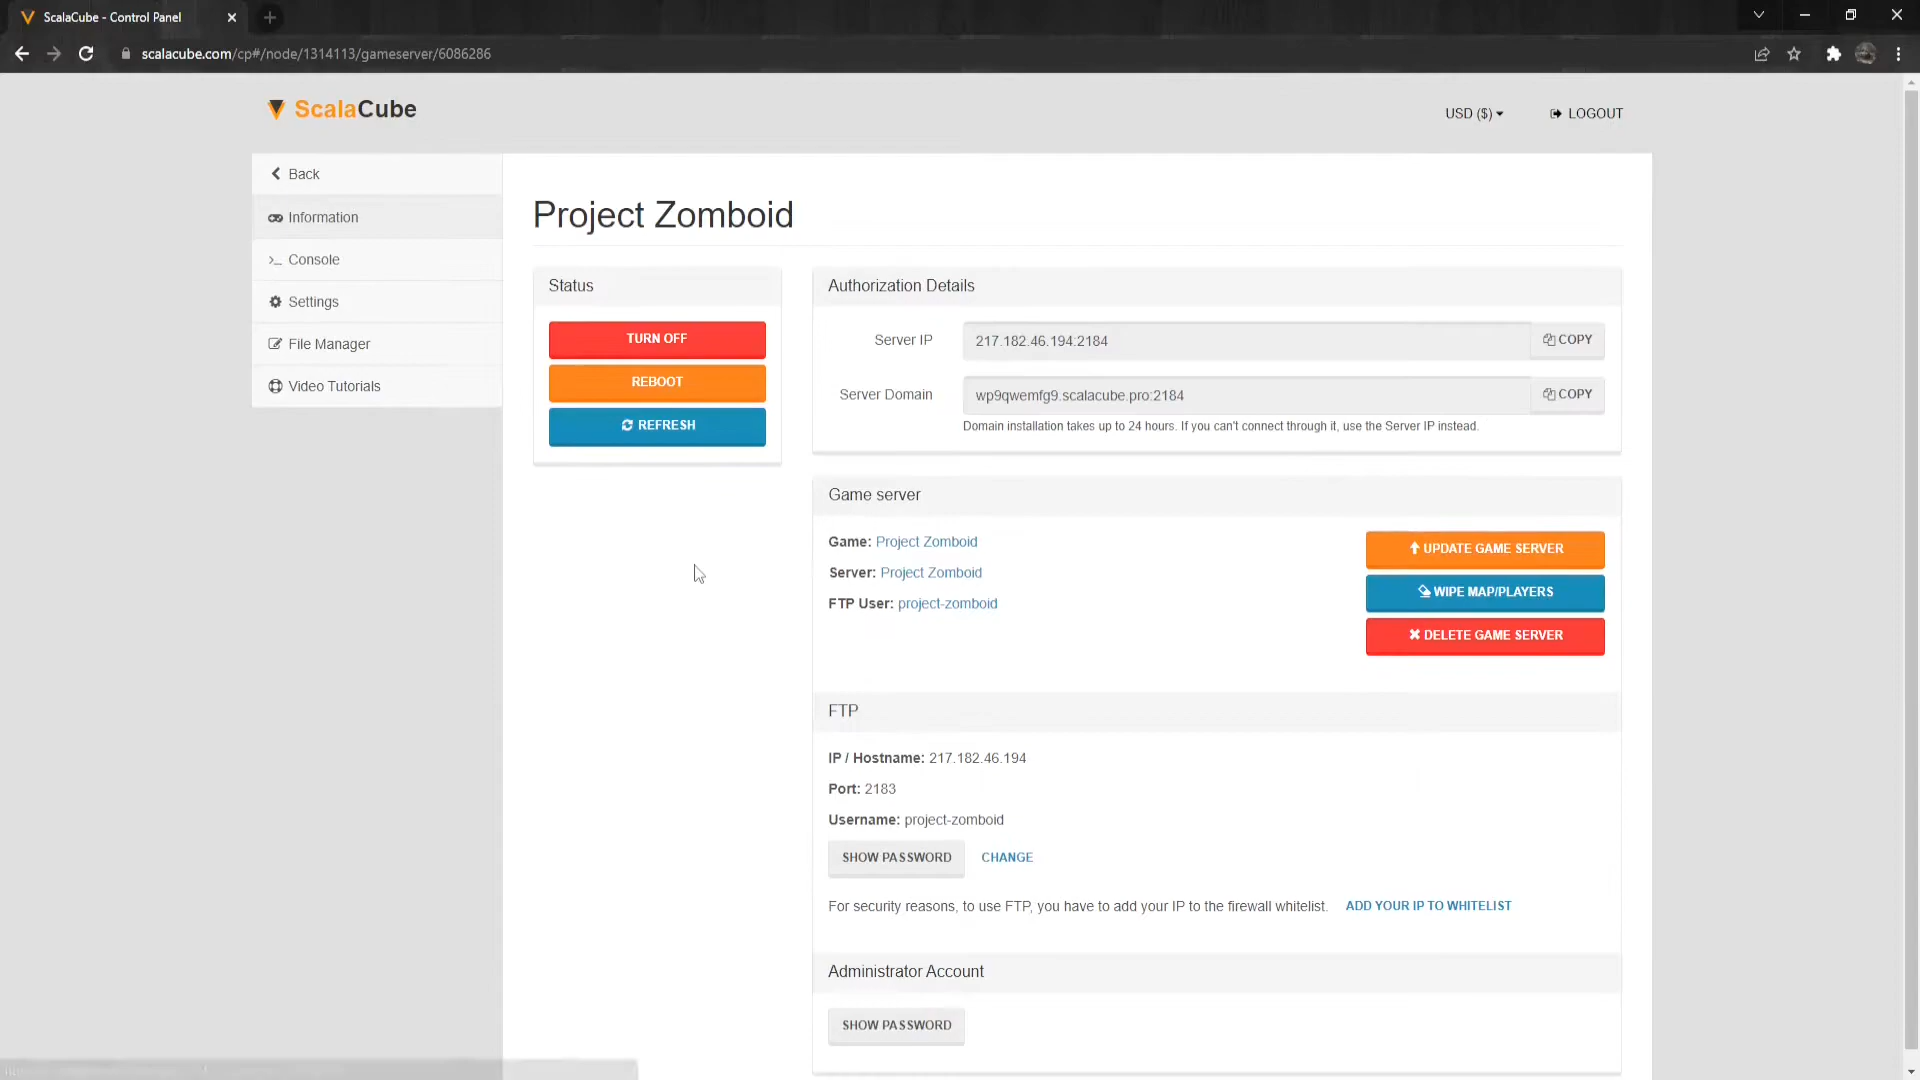 ScalaCube - Control Panel
scalacube.com/cp#/node/1314113/gameserver/6086286
ScalaCube
USD ($)
LOGOUT
Back
Information
Console
Settings
File Manager
Video Tutorials
Project Zomboid
Status
TURN OFF
REBOOT
REFRESH
Authorization Details
Server IP 217.182.46.194:2184 COPY
Server Domain wp9qwemfg9.scalacube.pro:2184 COPY
Domain installation takes up to 24 hours. If you can't connect through it, use the Server IP instead.
Game server
Game: Project Zomboid
Server: Project Zomboid
FTP User: project-zomboid
UPDATE GAME SERVER
WIPE MAP/PLAYERS
DELETE GAME SERVER
FTP
IP / Hostname: 217.182.46.194
Port: 2183
Username: project-zomboid
SHOW PASSWORD CHANGE
For security reasons, to use FTP, you have to add your IP to the firewall whitelist. ADD YOUR IP TO WHITELIST
Administrator Account
SHOW PASSWORD